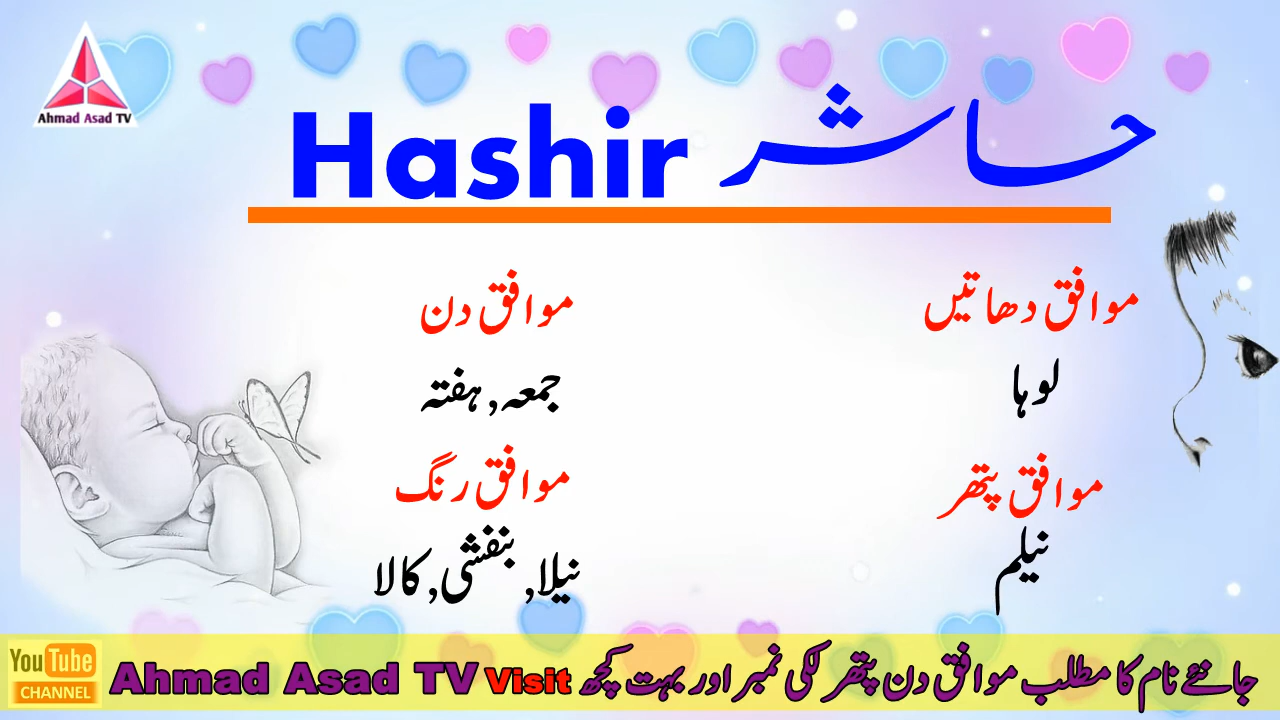 Ahmad Asad TV
Hashir حاشر
موافق دھاتیں
موافق دن
لوہا
جمعہ, ہفتہ
موافق پتھر
موافق رنگ
نیلم
نیلا, بنفشی, کالا
جانئے نام کا مطلب موافق دن پتھر لکی نمبر اور بہت کچھ Visit Ahmad Asad TV
YouTube
CHANNEL